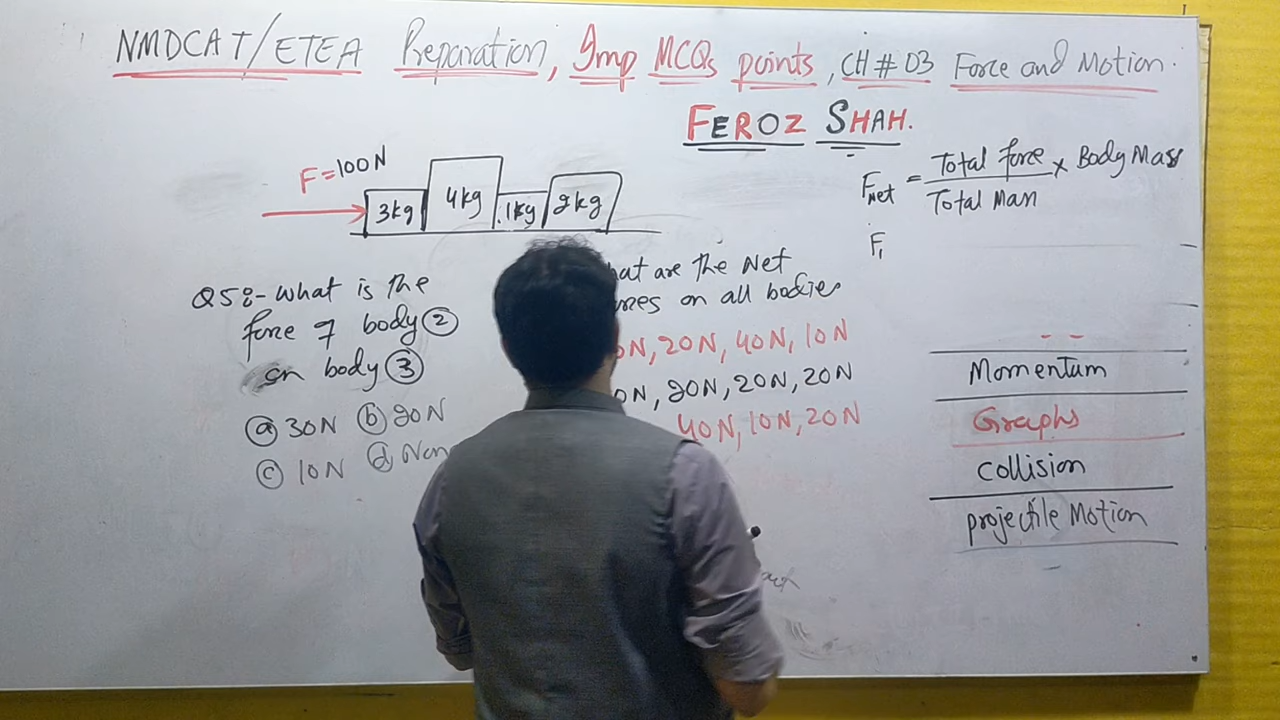 NMDCAT/ETEA Preparation, Imp MCQs points, CH # 03 Force and Motion.
FEROZ SHAH.
F=100N
3kg 4kg 1kg 2kg
FNet = Total force / Total Mass × Body Mass
F1
Q5:- What is the
force of body ②
on body ③
ⓐ 30N ⓑ 20N
ⓒ 10N ⓓ
are the Net
on all bodies
20N, 40N, 10N
20N, 20N, 20N
40N, 10N, 20N
Momentum
Graphs
Collision
projectile Motion